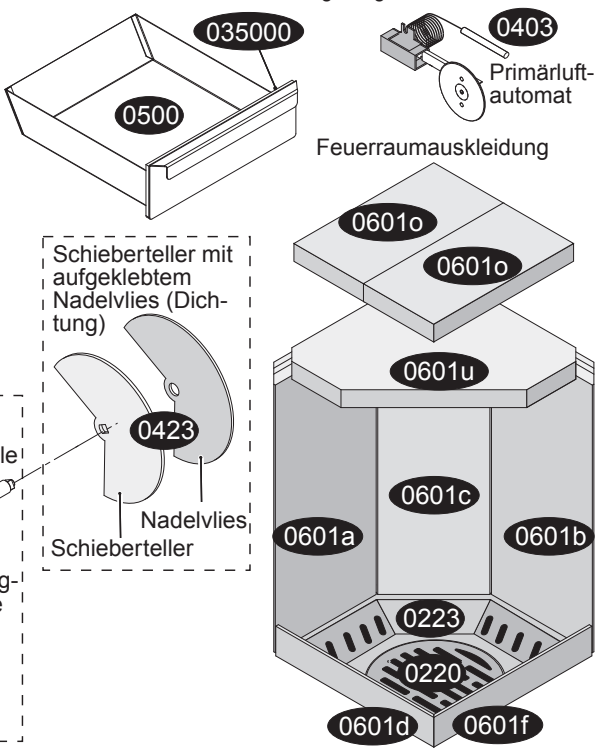 035000
0500
0403
Primärluft-
automat
Feuerraumauskleidung
0601o
0601o
0601u
0601c
0601a
0601b
0223
0220
0601d
0601f
Schieberteller mit
aufgeklebtem
Nadelvlies (Dich-
tung)
0423
Nadelvlies
Schieberteller